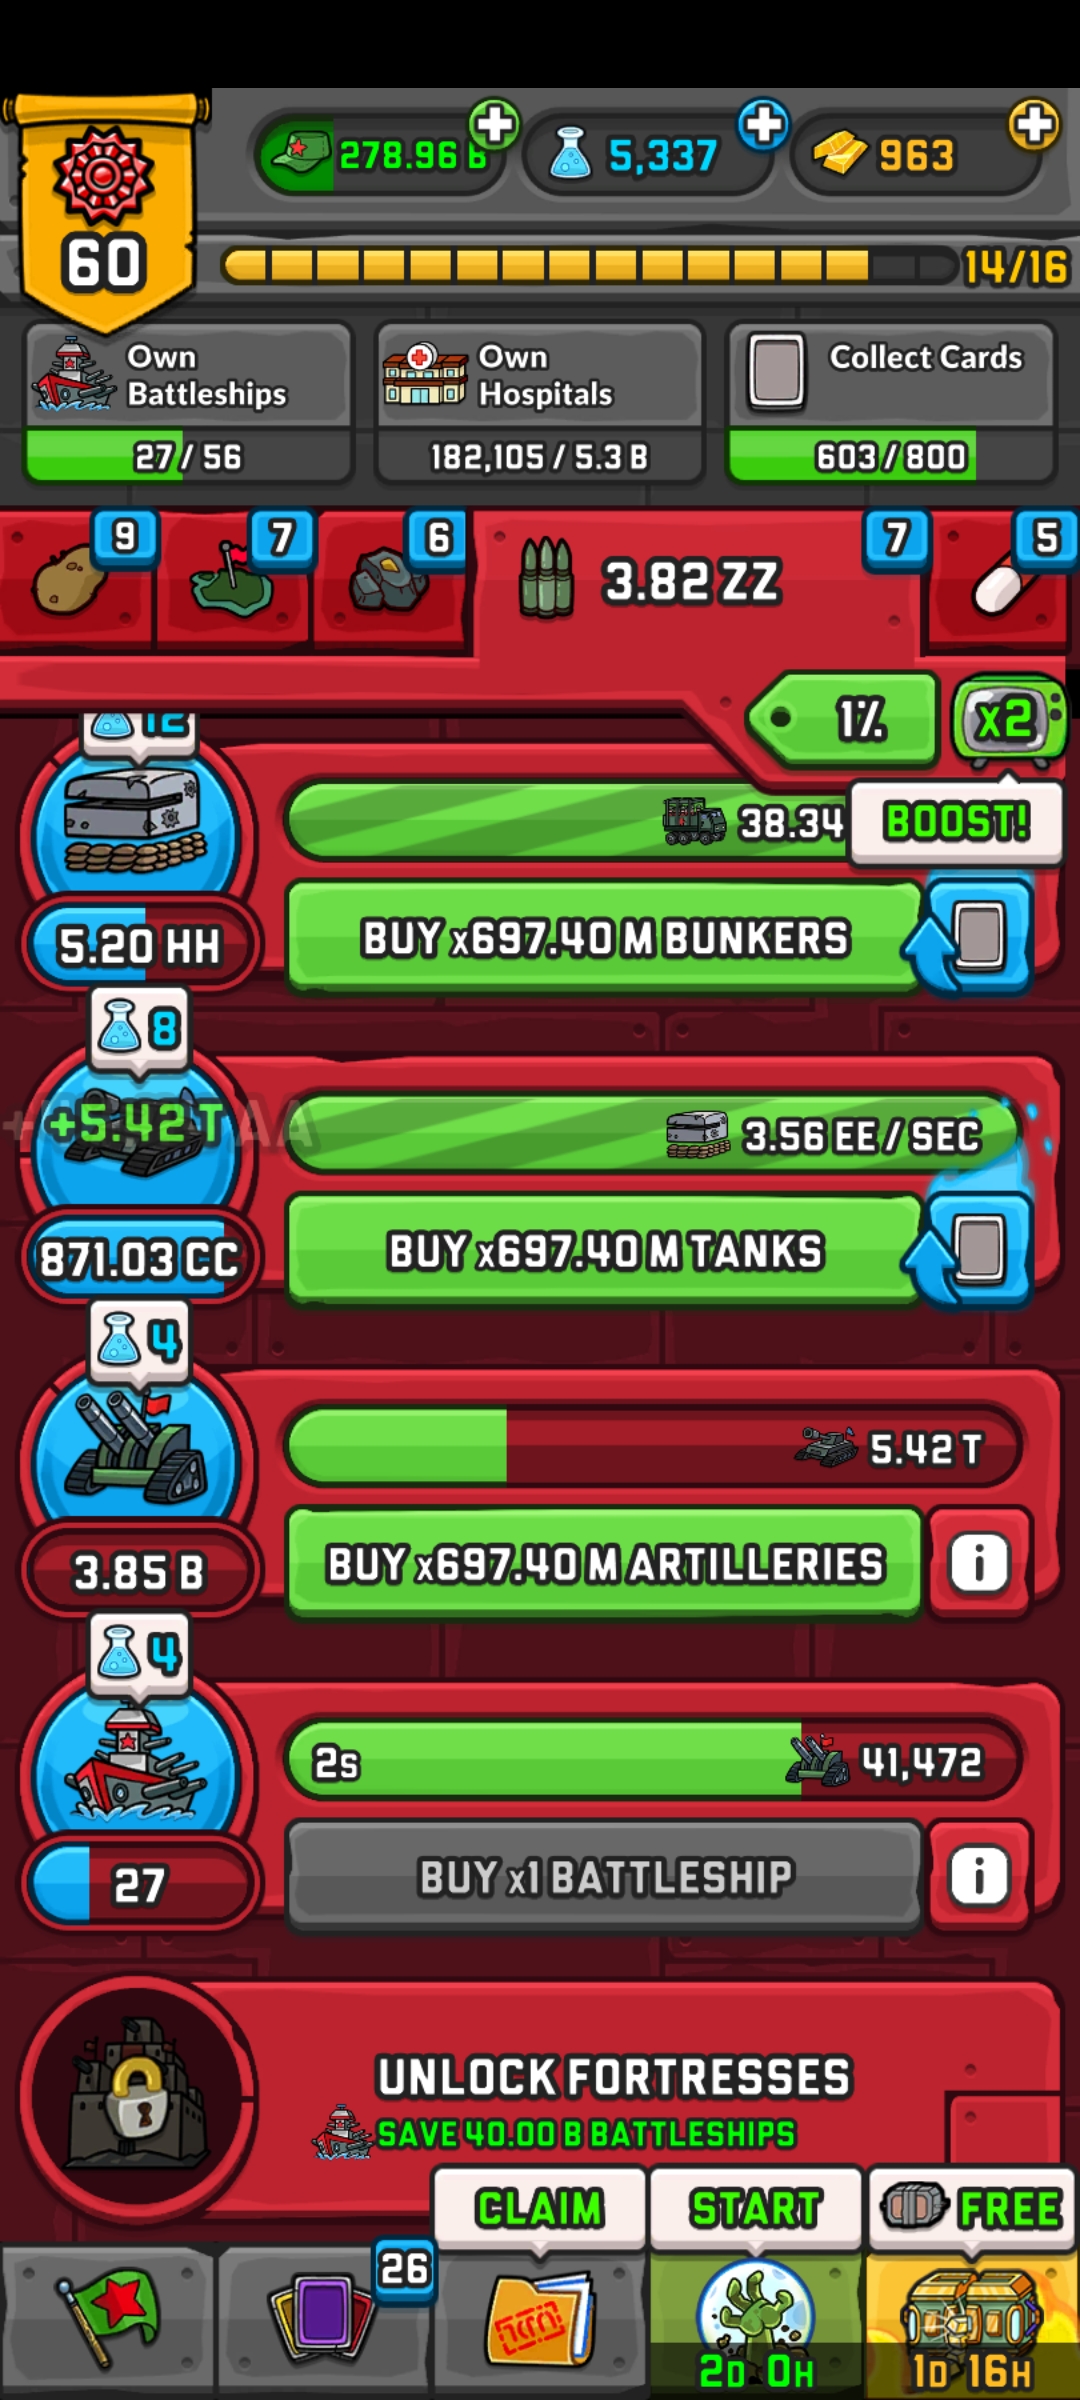 278.96 B
5,337
963
60
14/16
Own
Battleships
27 / 56
Own
Hospitals
182,105 / 5.3 B
Collect Cards
603 / 800
9
7
6
3.82 ZZ
7
5
1%
x2
BOOST!
12
38.34
5.20 HH
BUY x697.40 M BUNKERS
8
+5.42 T
AA
3.56 EE / SEC
871.03 CC
BUY x697.40 M TANKS
4
5.42 T
3.85 B
BUY x697.40 M ARTILLERIES
i
4
2s
41,472
27
BUY x1 BATTLESHIP
i
UNLOCK FORTRESSES
SAVE 40.00 B BATTLESHIPS
CLAIM
START
FREE
26
2D 0H
1D 16H